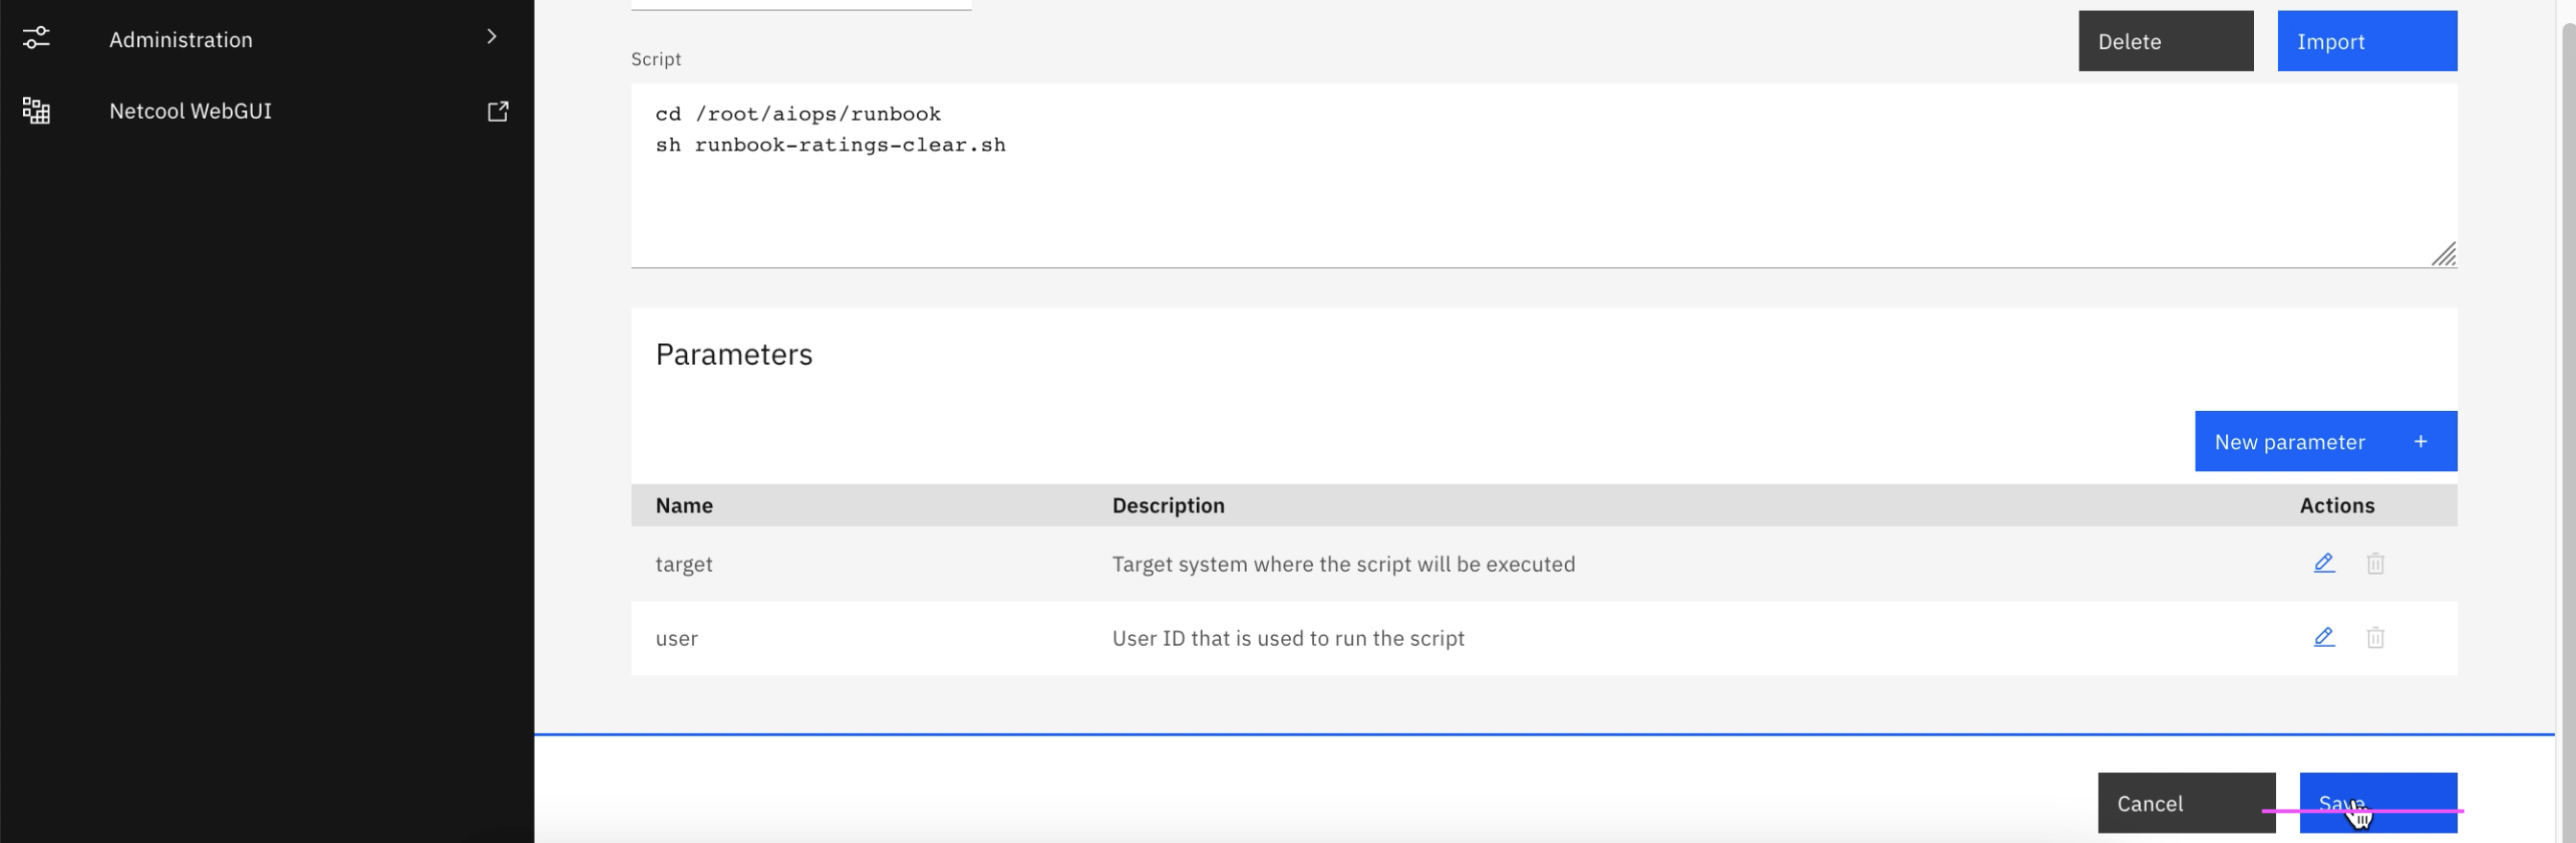 Administration
Netcool WebGUI
Delete
Import
Script
cd /root/aiops/runbook
sh runbook-ratings-clear.sh
Parameters
New parameter +
Name Description Actions
target Target system where the script will be executed
user User ID that is used to run the script
Cancel
Save